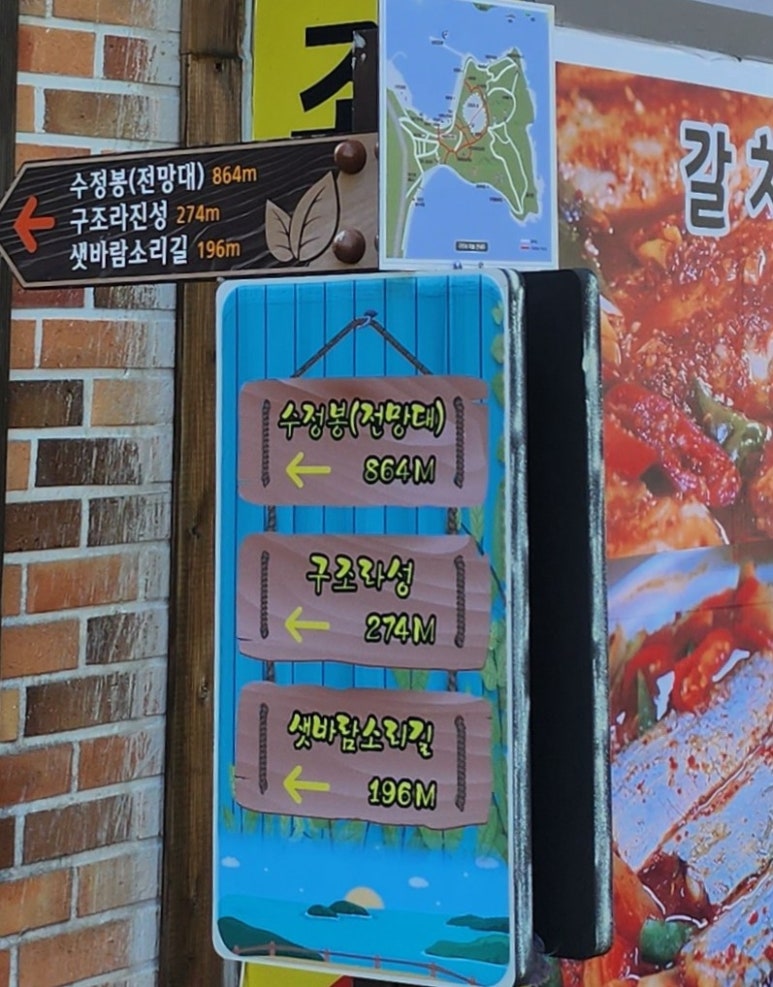 수정봉(전망대) 864m
구조라진성 274m
샛바람소리길 196m
수정봉(전망대)
864M
구조라성
274M
샛바람소리길
196M
갈치